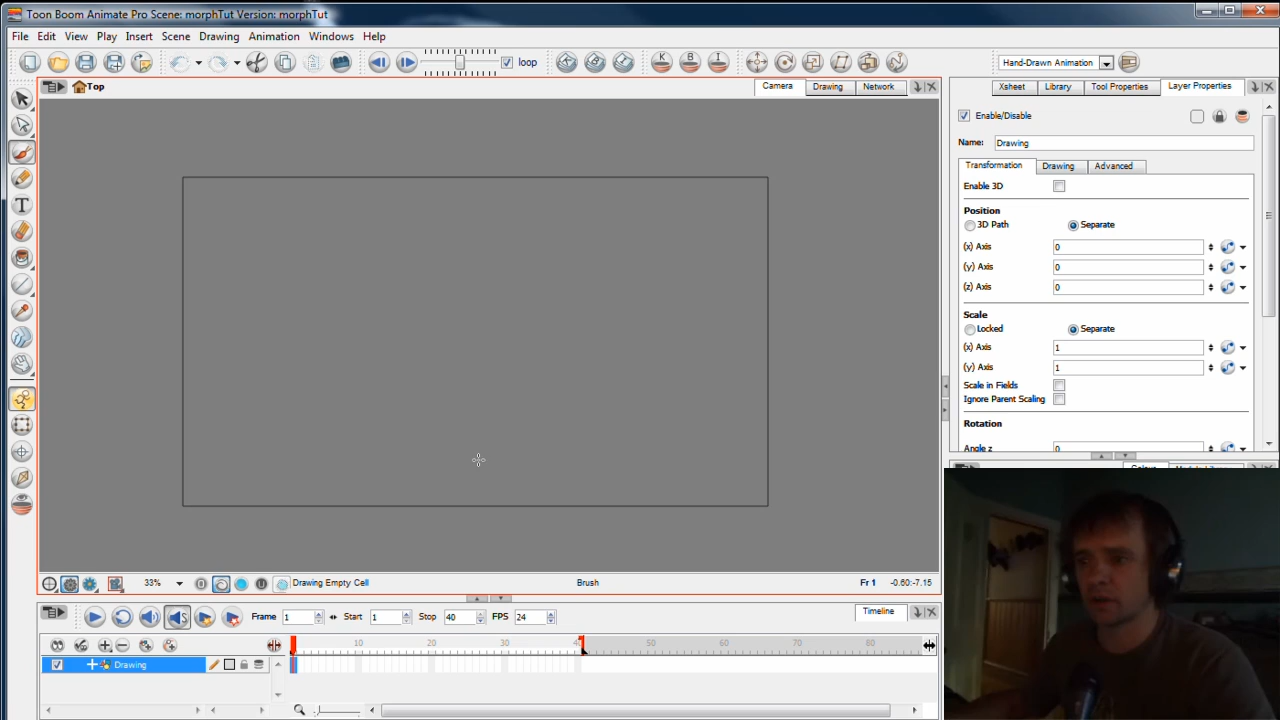 Toon Boom Animate Pro Scene: morphTut Version: morphTut
File Edit View Play Insert Scene Drawing Animation Windows Help
loop K B I Hand-Drawn Animation
Top Camera Drawing Network Xsheet Library Tool Properties Layer Properties
Enable/Disable
Name: Drawing
Transformation Drawing Advanced
Enable 3D
Position
3D Path Separate
(x) Axis 0
(y) Axis 0
(z) Axis 0
Scale
Locked Separate
(x) Axis 1
(y) Axis 1
Scale in Fields
Ignore Parent Scaling
Rotation
Angle z 0
33% Drawing Empty Cell Brush Fr 1 -0.60:-7.15
Frame 1 Start 1 Stop 40 FPS 24 Timeline
10 20 30 50 60 70 80
Drawing